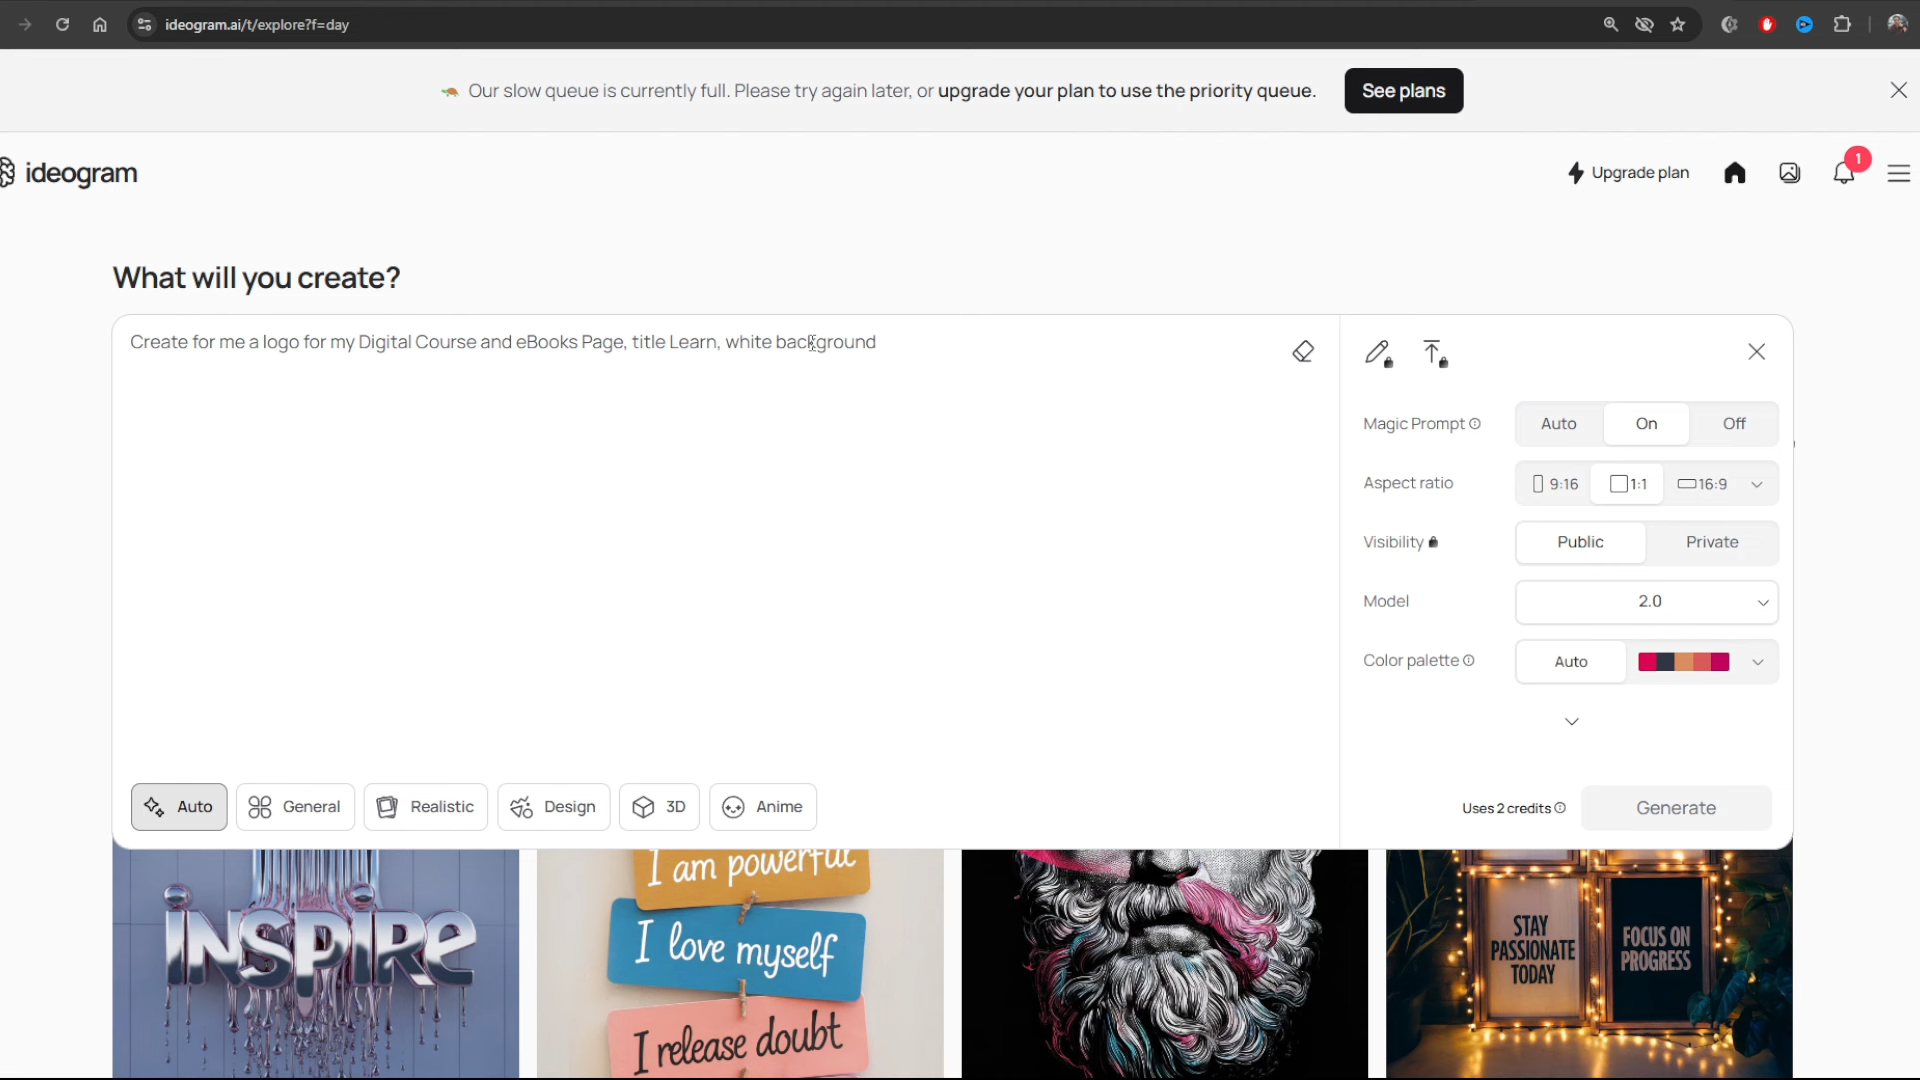 ideogram.ai/t/explore?f=day
Our slow queue is currently full. Please try again later, or upgrade your plan to use the priority queue.
See plans
ideogram
Upgrade plan
1
What will you create?
Create for me a logo for my Digital Course and eBooks Page, title Learn, white background
Magic Prompt
Auto
On
Off
Aspect ratio
9:16
1:1
16:9
Visibility
Public
Private
Model
2.0
Color palette
Auto
Auto
General
Realistic
Design
3D
Anime
Uses 2 credits
Generate
INSPIRe
I am powerful
I love myself
I release doubt
STAY
PASSIONATE
TODAY
FOCUS ON
PROGRESS